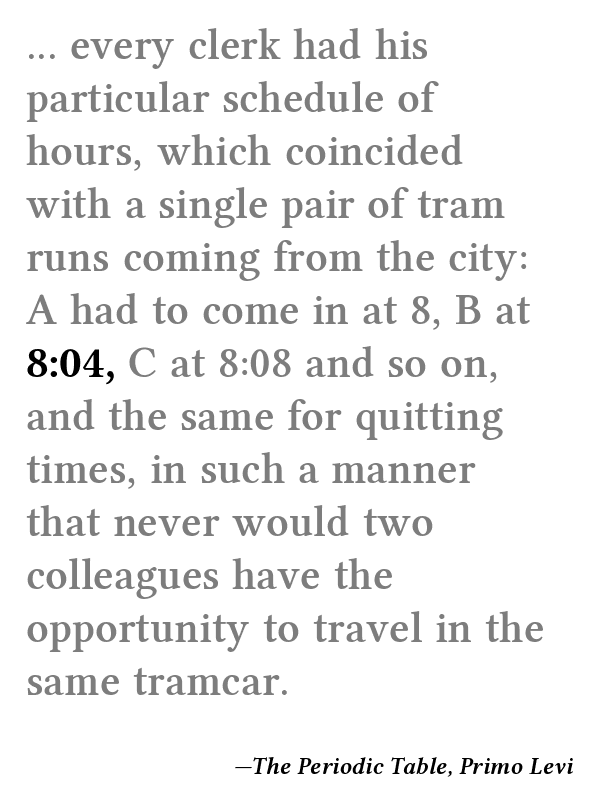 ... every clerk had his
particular schedule of
hours, which coincided
with a single pair of tram
runs coming from the city:
A had to come in at 8, B at
8:04, C at 8:08 and so on,
and the same for quitting
times, in such a manner
that never would two
colleagues have the
opportunity to travel in the
same tramcar.
—The Periodic Table, Primo Levi